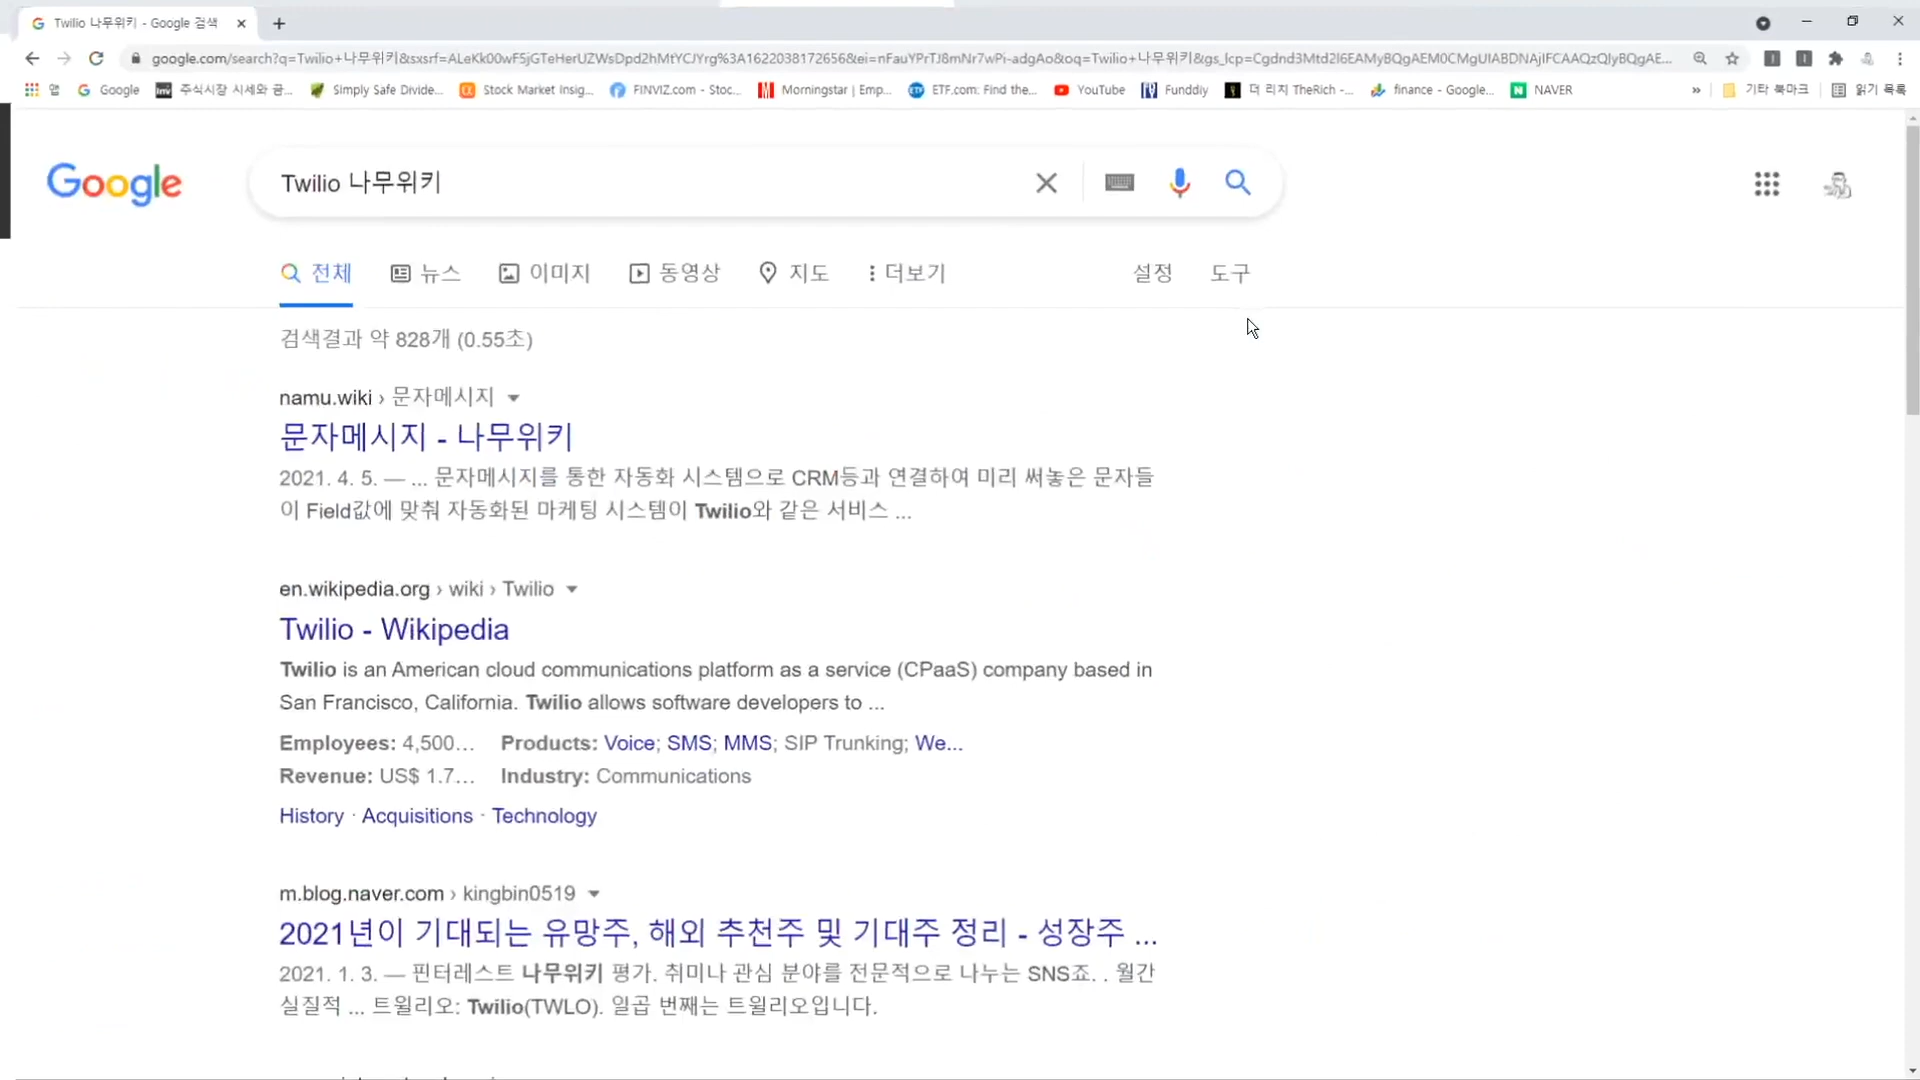 Twilio 나무위키 - Google 검색
앱 Google 주식시장 시세와 공... Simply Safe Divide... Stock Market Insig... FINVIZ.com - Stoc... Morningstar | Emp... ETF.com: Find the... YouTube Funddiy 더 리치 TheRich -... finance - Google... NAVER » 기타 북마크 읽기 목록
Google
Twilio 나무위키
전체 뉴스 이미지 동영상 지도 더보기 설정 도구
검색결과 약 828개 (0.55초)
namu.wiki › 문자메시지
문자메시지 - 나무위키
2021. 4. 5. — ... 문자메시지를 통한 자동화 시스템으로 CRM등과 연결하여 미리 써놓은 문자들
이 Field값에 맞춰 자동화된 마케팅 시스템이 Twilio와 같은 서비스 ...
en.wikipedia.org › wiki › Twilio
Twilio - Wikipedia
Twilio is an American cloud communications platform as a service (CPaaS) company based in
San Francisco, California. Twilio allows software developers to ...
Employees: 4,500... Products: Voice; SMS; MMS; SIP Trunking; We...
Revenue: US$ 1.7... Industry: Communications
History · Acquisitions · Technology
m.blog.naver.com › kingbin0519
2021년이 기대되는 유망주, 해외 추천주 및 기대주 정리 - 성장주 ...
2021. 1. 3. — 핀터레스트 나무위키 평가. 취미나 관심 분야를 전문적으로 나누는 SNS죠. . 월간
실질적 ... 트윌리오: Twilio(TWLO). 일곱 번째는 트윌리오입니다.